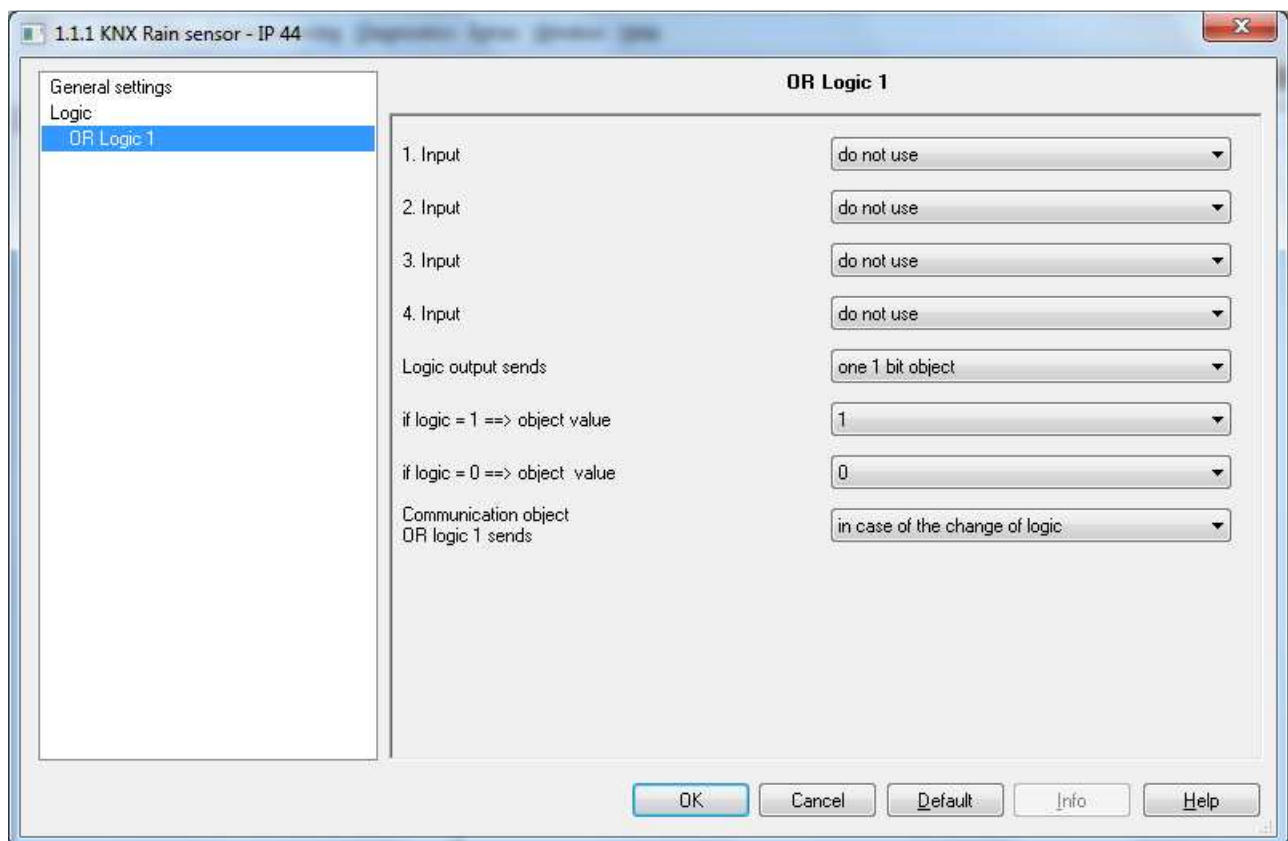 1.1.1 KNX Rain sensor - IP 44
General settings
Logic
OR Logic 1
OR Logic 1
1. Input
do not use
2. Input
do not use
3. Input
do not use
4. Input
do not use
Logic output sends
one 1 bit object
if logic = 1 ==> object value
1
if logic = 0 ==> object  value
0
Communication object
OR logic 1 sends
in case of the change of logic
OK
Cancel
Default
Info
Help